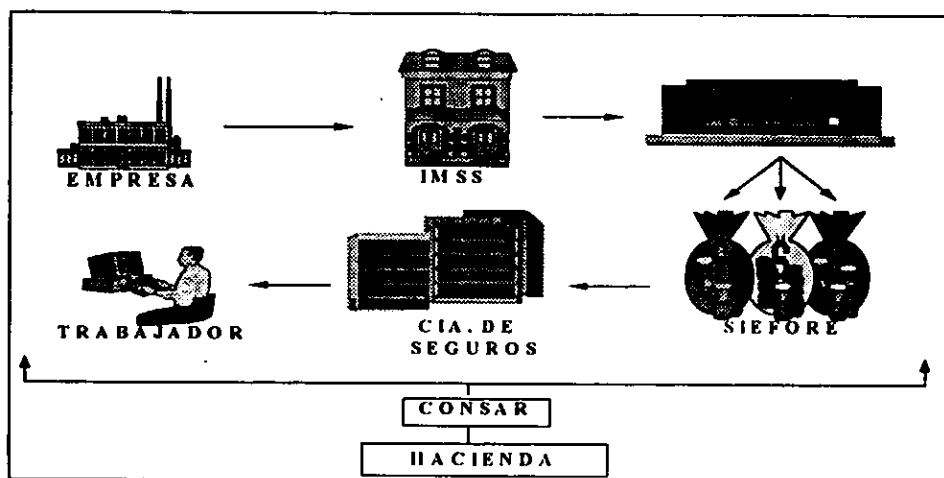 EMPRESA
IMSS
TRABAJADOR
CIA. DE
SEGUROS
SIEFORE
CONSAR
HACIENDA